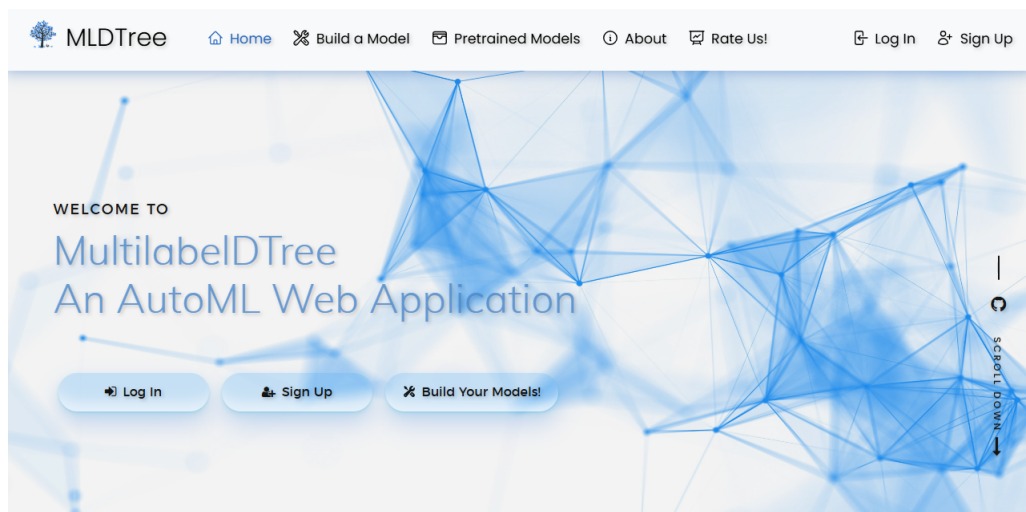 MLDTree Home Build a Model Pretrained Models About Rate Us! Log In Sign Up
WELCOME TO
MultilabelDTree
An AutoML Web Application
Log In Sign Up Build Your Models!
SCROLL DOWN